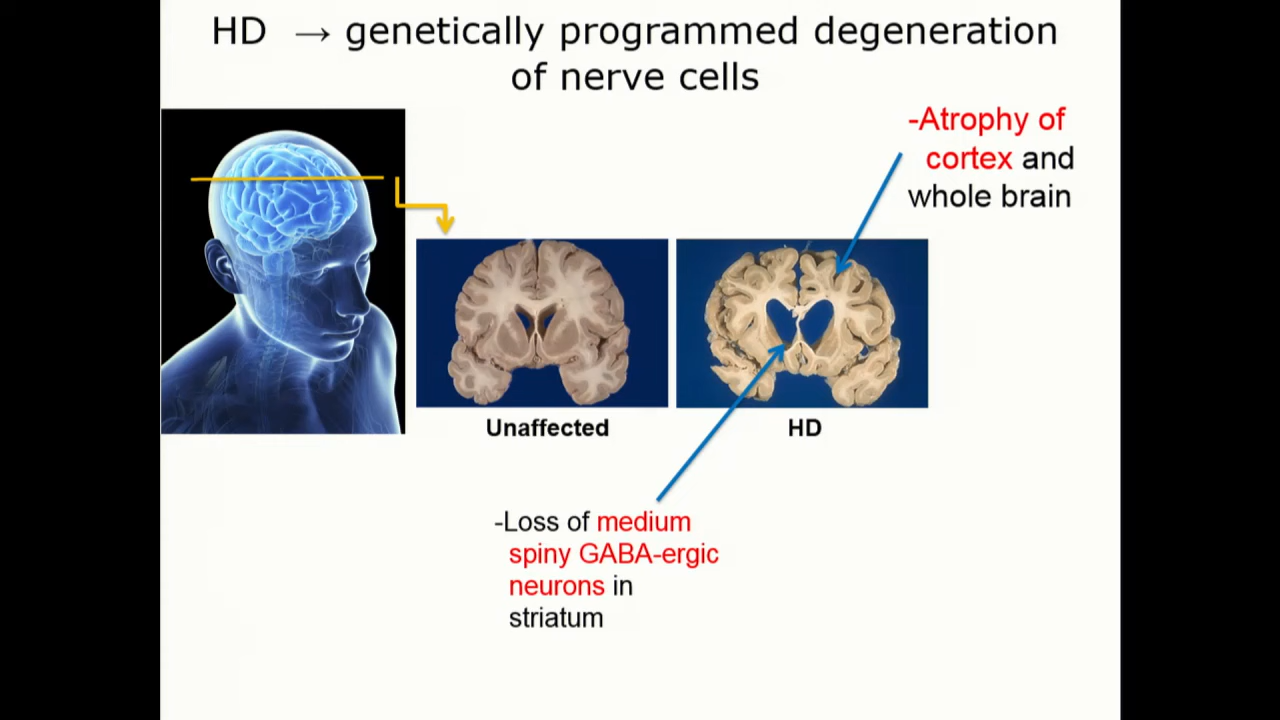 HD → genetically programmed degeneration
of nerve cells
-Atrophy of
cortex and
whole brain
Unaffected
HD
-Loss of medium
spiny GABA-ergic
neurons in
striatum